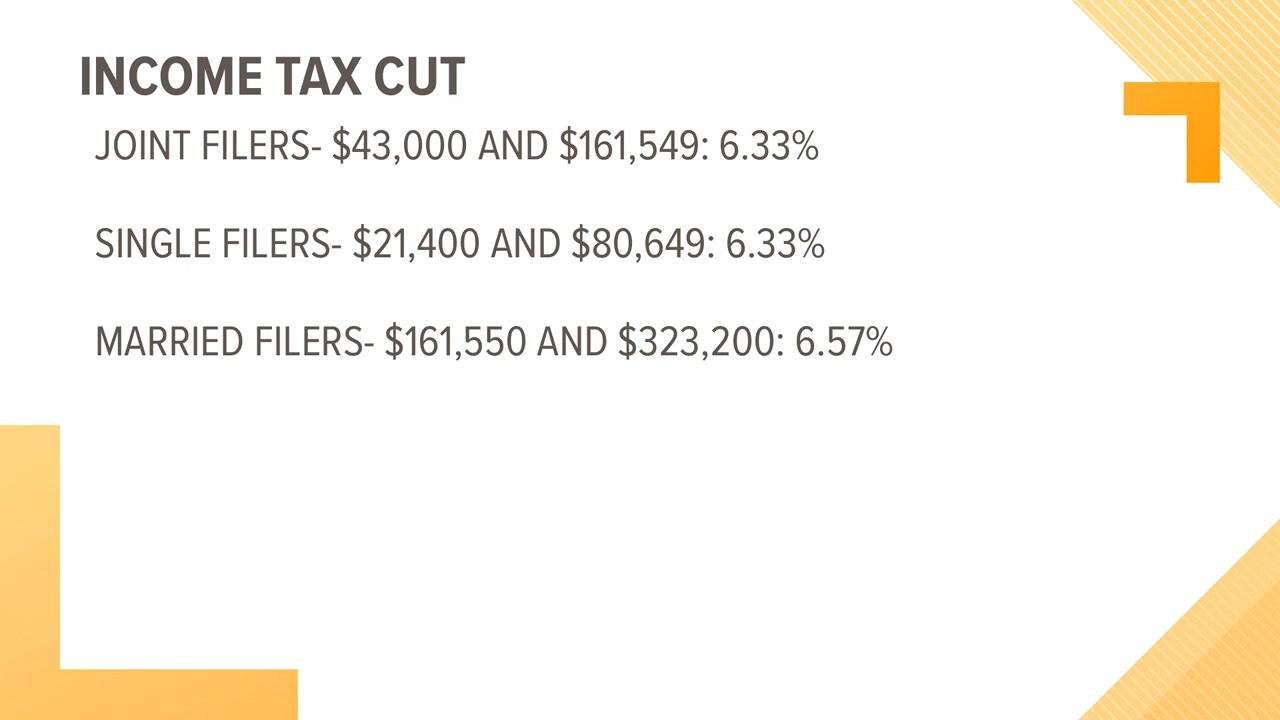 INCOME TAX CUT
JOINT FILERS- $43,000 AND $161,549: 6.33%
SINGLE FILERS- $21,400 AND $80,649: 6.33%
MARRIED FILERS- $161,550 AND $323,200: 6.57%